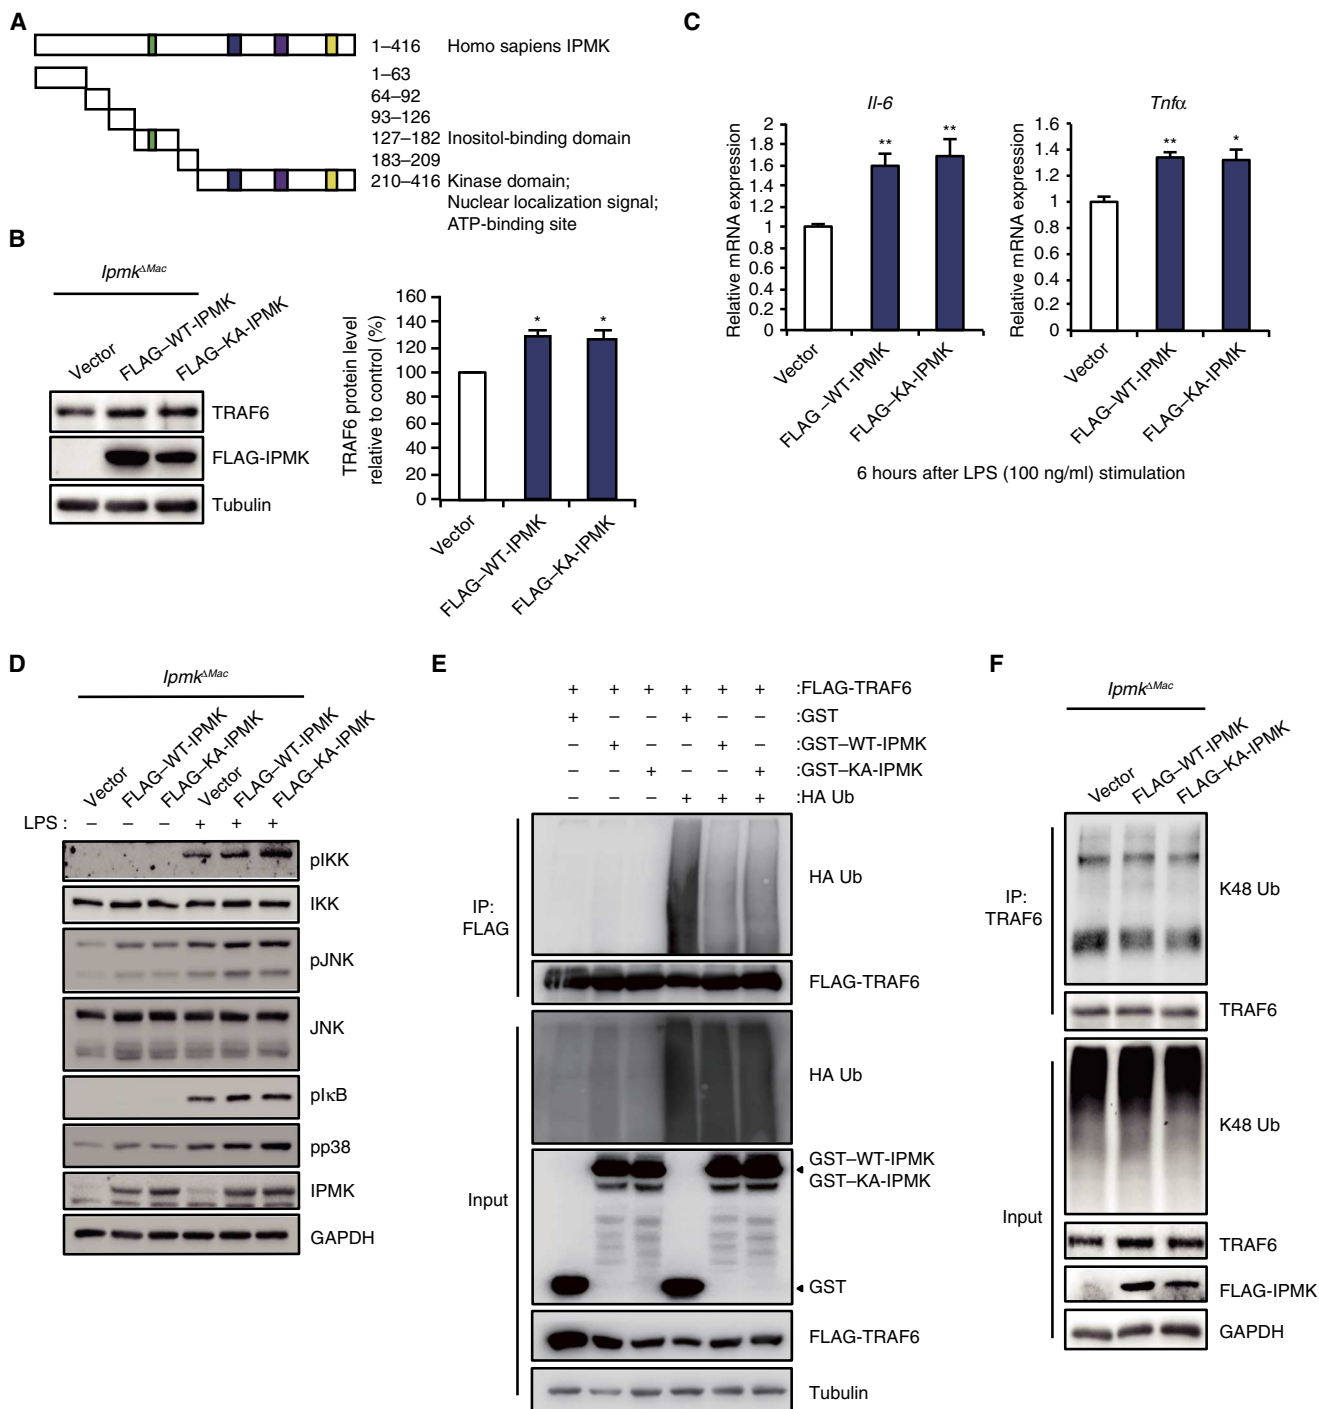 A
1–416 Homo sapiens IPMK
1–63
64–92
93–126
127–182 Inositol-binding domain
183–209
210–416 Kinase domain;
Nuclear localization signal;
ATP-binding site
B
Ipmk^ΔMac
Vector
FLAG–WT-IPMK
FLAG–KA-IPMK
TRAF6
FLAG-IPMK
Tubulin
TRAF6 protein level
relative to control (%)
160
140
120
100
80
60
40
20
0
*
*
Vector
FLAG–WT-IPMK
FLAG–KA-IPMK
C
Il-6
Relative mRNA expression
2
1.8
1.6
1.4
1.2
1
0.8
0.6
0.4
0.2
0
**
**
Vector
FLAG –WT-IPMK
FLAG–KA-IPMK
Tnfα
Relative mRNA expression
1.6
1.4
1.2
1
0.8
0.6
0.4
0.2
0
**
*
Vector
FLAG–WT-IPMK
FLAG–KA-IPMK
6 hours after LPS (100 ng/ml) stimulation
D
Ipmk^ΔMac
Vector
FLAG–WT-IPMK
FLAG–KA-IPMK
Vector
FLAG–WT-IPMK
FLAG–KA-IPMK
LPS : – – – + + +
pIKK
IKK
pJNK
JNK
pIκB
pp38
IPMK
GAPDH
E
+ + + + + + :FLAG-TRAF6
+ – – + – – :GST
– + – – + – :GST–WT-IPMK
– – + – – + :GST–KA-IPMK
– – – + + + :HA Ub
IP:
FLAG
HA Ub
FLAG-TRAF6
Input
HA Ub
GST–WT-IPMK
GST–KA-IPMK
GST
FLAG-TRAF6
Tubulin
F
Ipmk^ΔMac
Vector
FLAG–WT-IPMK
FLAG–KA-IPMK
IP:
TRAF6
K48 Ub
TRAF6
Input
K48 Ub
TRAF6
FLAG-IPMK
GAPDH